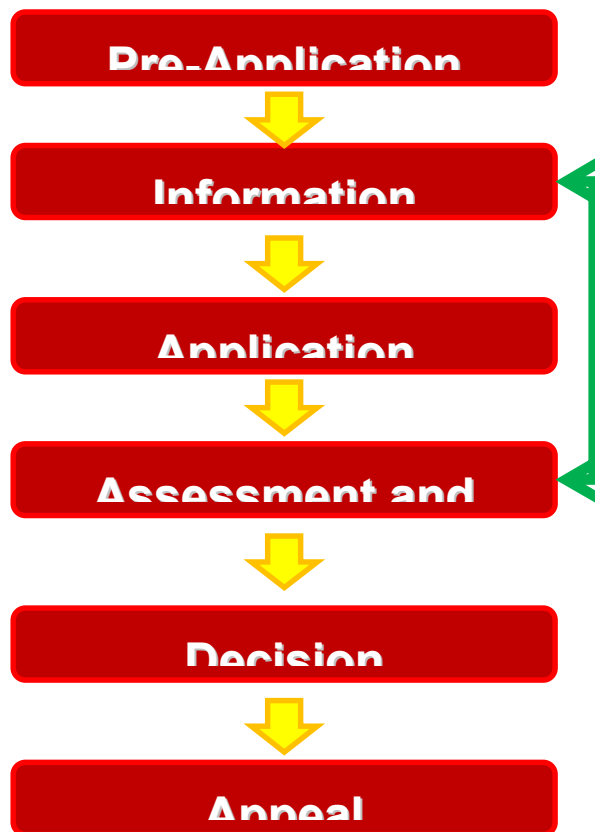 Pre-Application
Information
Application
Assessment and
Decision
Appeal